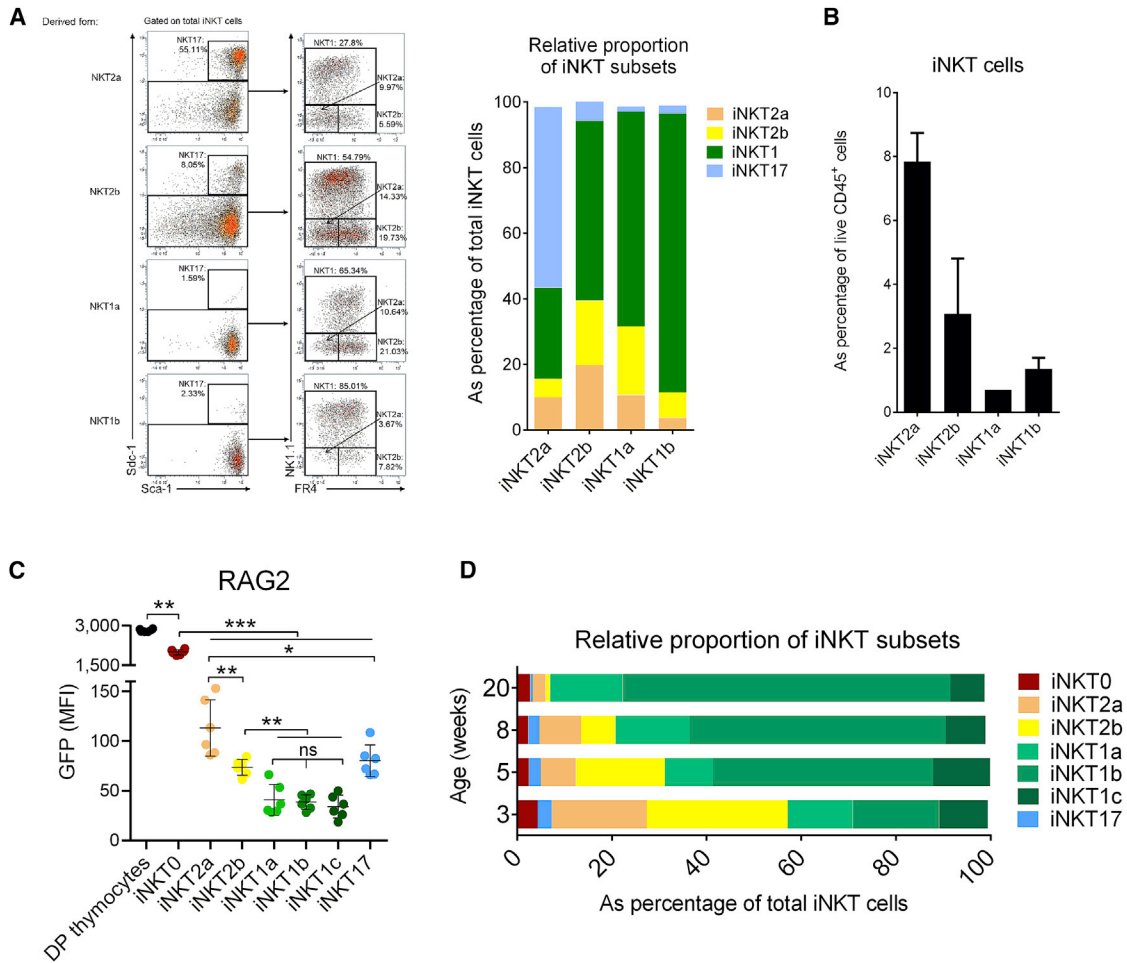 A
Derived forn:
Gated on total iNKT cells
NKT17:
55.11%
NKT1: 27.8%
NKT2a:
9.97%
NKT2b:
5.59%
NKT2a
NKT17:
8.05%
NKT1: 54.79%
NKT2a:
14.33%
NKT2b:
19.73%
NKT2b
NKT17:
1.59%
NKT1: 65.34%
NKT2a:
10.64%
NKT2b:
21.03%
NKT1a
NKT17:
2.33%
NKT1: 85.01%
NKT2a:
3.67%
NKT2b:
7.82%
NKT1b
Sdc-1
Sca-1
NK1.1
FR4
Relative proportion
of iNKT subsets
As percentage of total iNKT cells
100
80
60
40
20
0
iNKT2a
iNKT2b
iNKT1a
iNKT1b
iNKT2a
iNKT2b
iNKT1
iNKT17
B
iNKT cells
As percentage of live CD45+ cells
10
8
6
4
2
0
iNKT2a
iNKT2b
iNKT1a
iNKT1b
C
RAG2
GFP (MFI)
3,000
1,500
150
100
50
0
**
***
*
**
**
ns
DP thymocytes
iNKT0
iNKT2a
iNKT2b
iNKT1a
iNKT1b
iNKT1c
iNKT17
D
Relative proportion of iNKT subsets
Age (weeks)
20
8
5
3
0
20
40
60
80
100
As percentage of total iNKT cells
iNKT0
iNKT2a
iNKT2b
iNKT1a
iNKT1b
iNKT1c
iNKT17